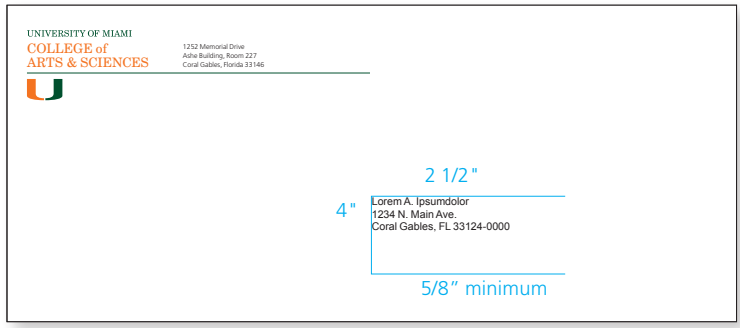 UNIVERSITY OF MIAMI
COLLEGE of
ARTS & SCIENCES
1252 Memorial Drive
Ashe Building, Room 227
Coral Gables, Florida 33146
U
2 1/2"
4"
Lorem A. Ipsumdolor
1234 N. Main Ave.
Coral Gables, FL 33124-0000
5/8” minimum